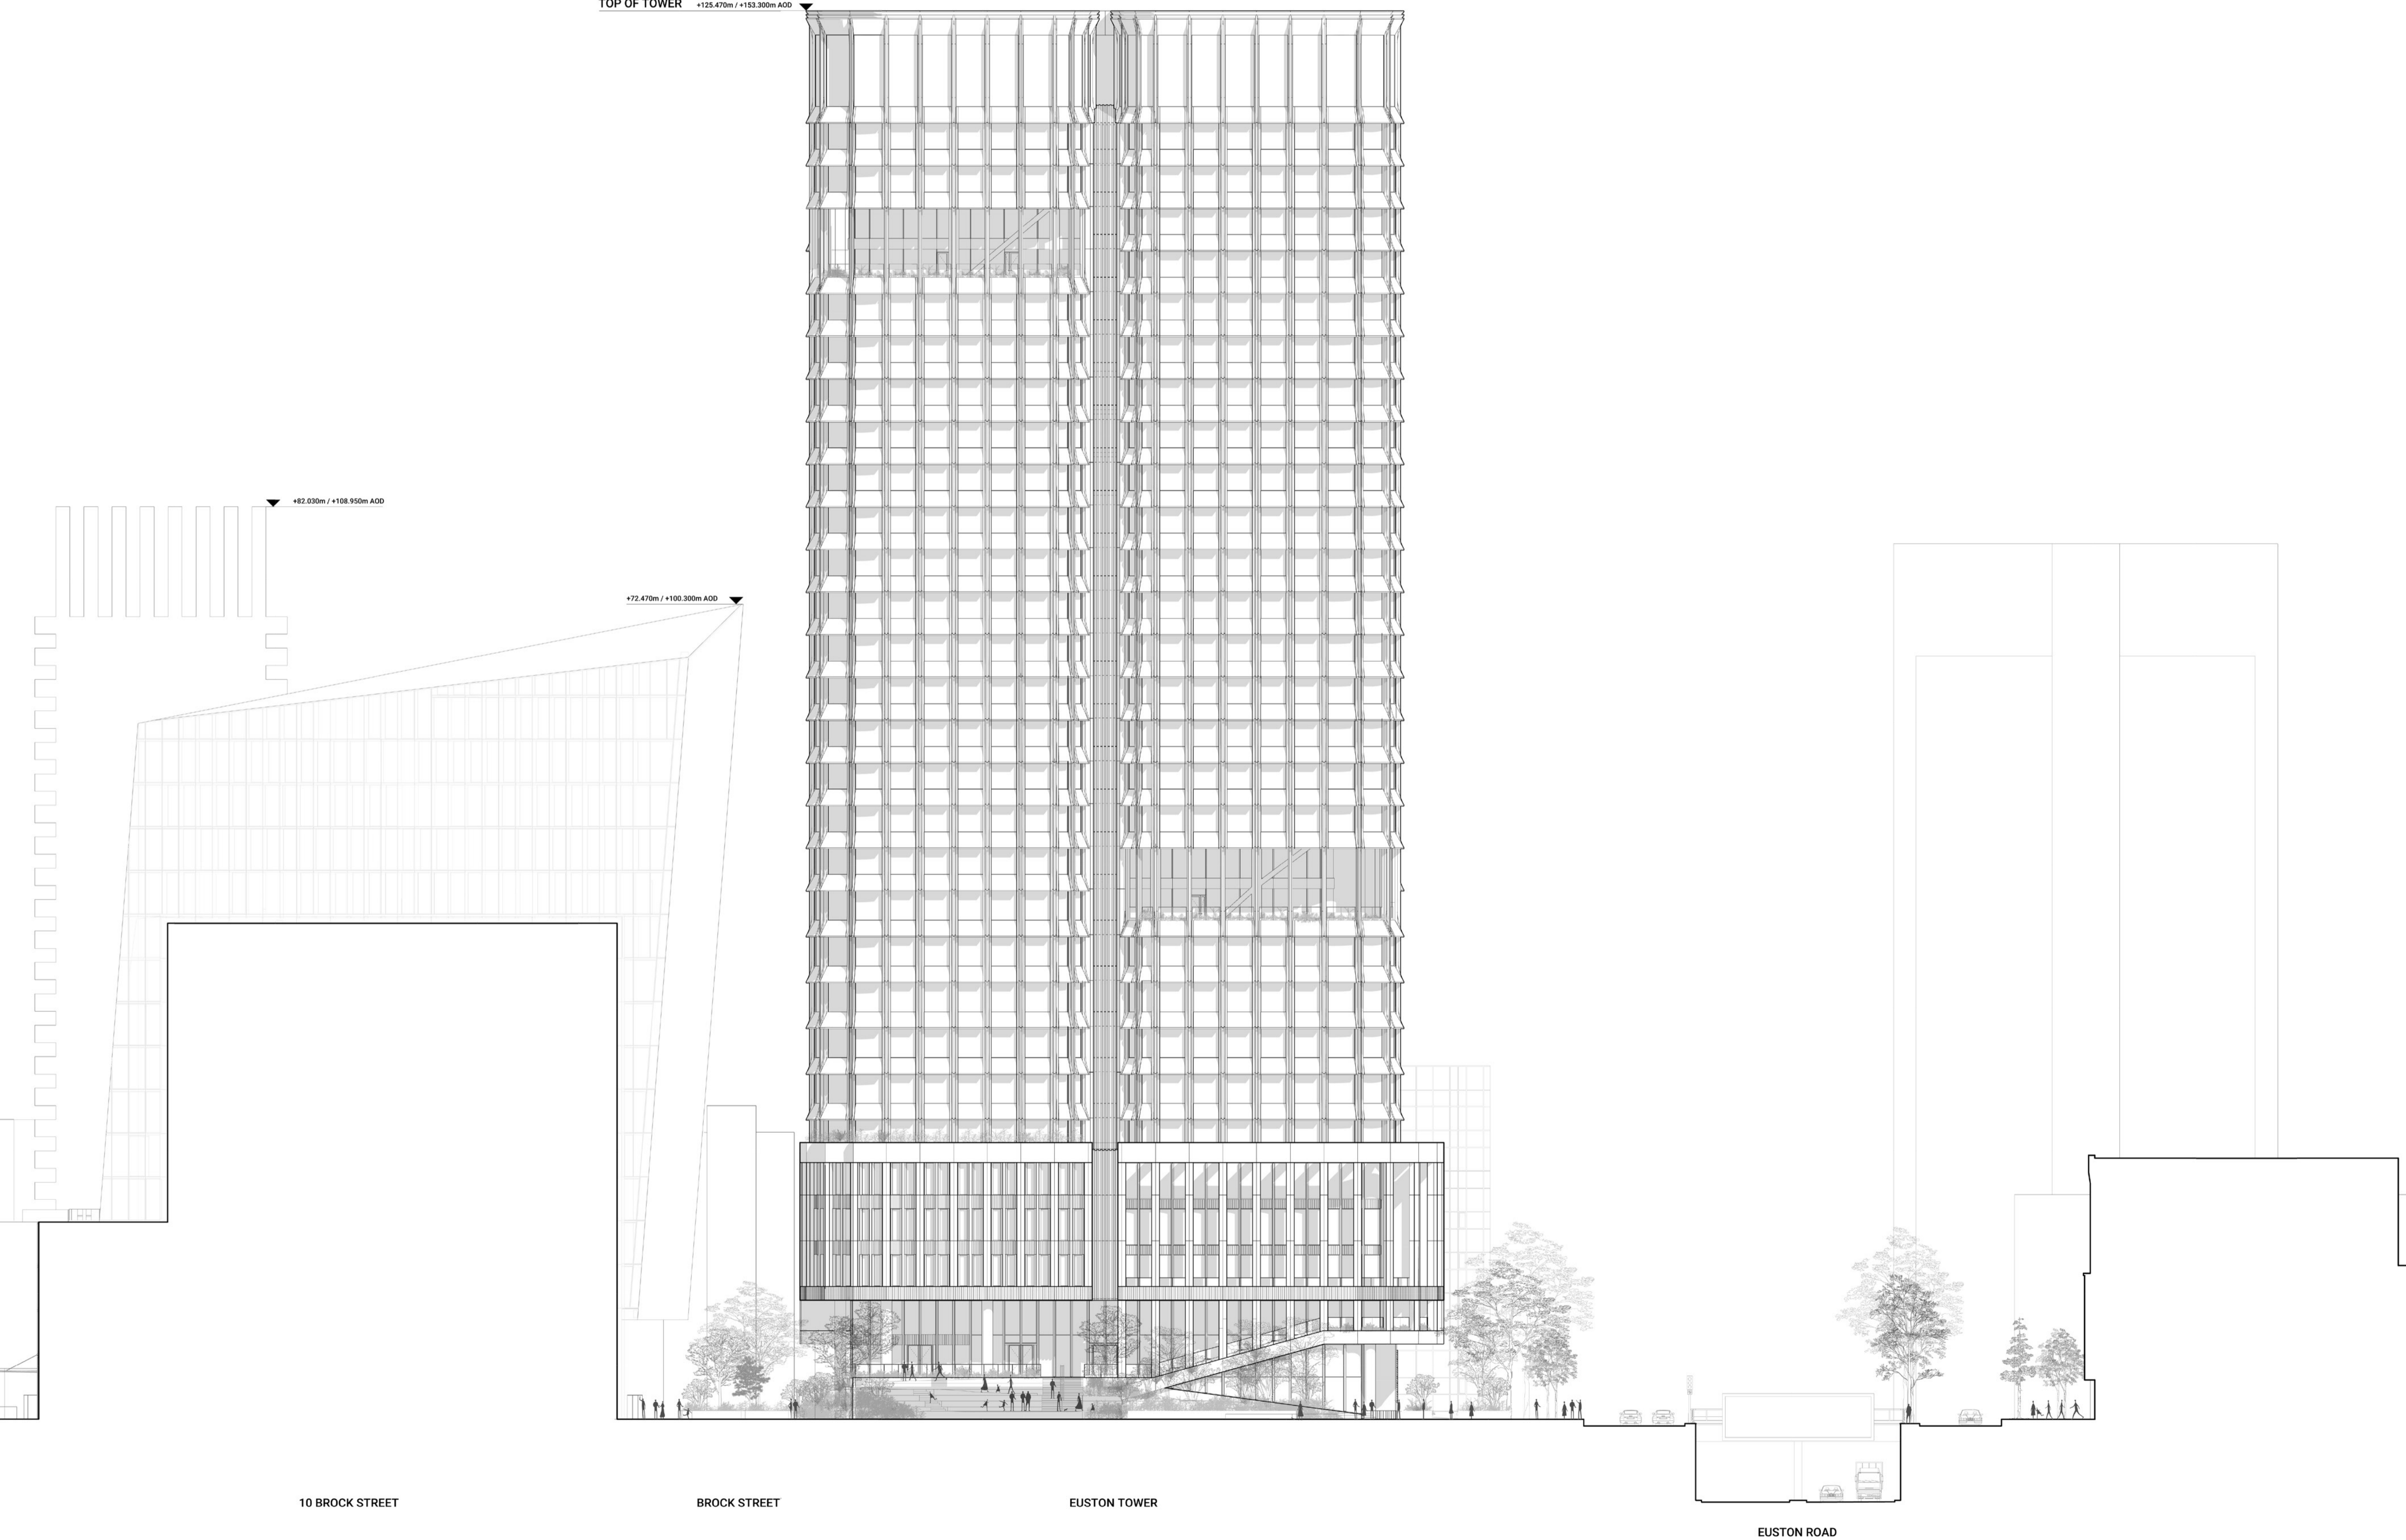 TOP OF TOWER +125.470m / +153.300m AOD
+82.030m / +108.950m AOD
+72.470m / +100.300m AOD
10 BROCK STREET
BROCK STREET
EUSTON TOWER
EUSTON ROAD